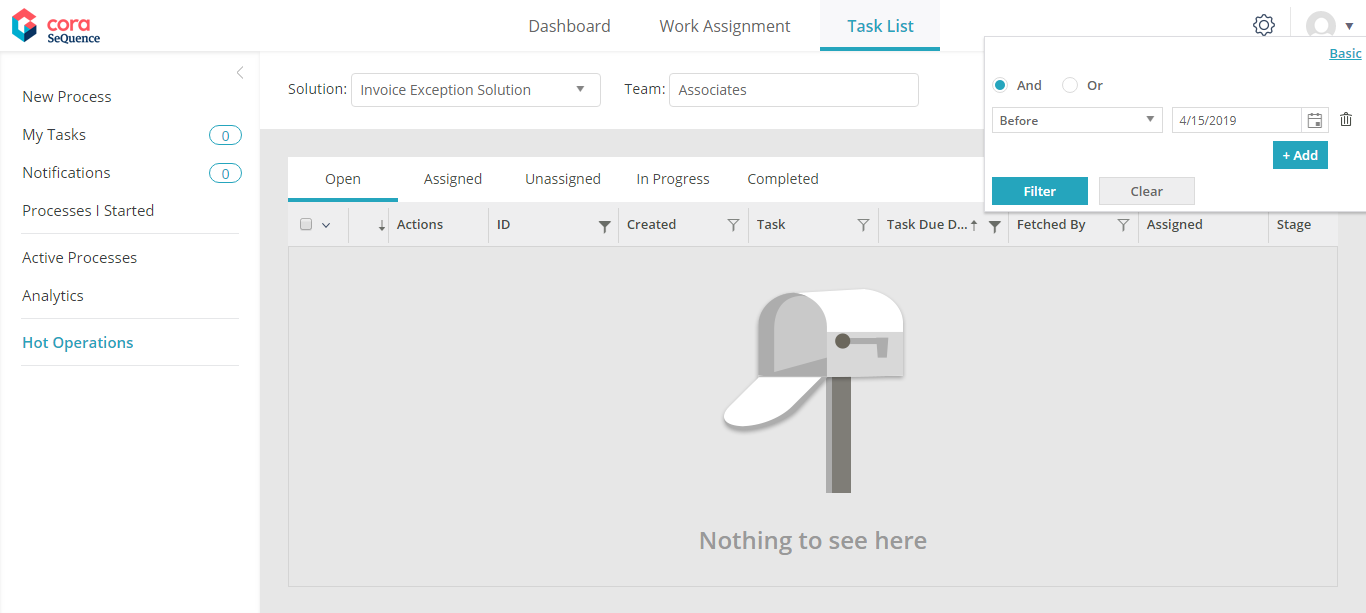 cora
SeQuence
Dashboard
Work Assignment
Task List
Basic
And
Or
Before
4/15/2019
+ Add
Filter
Clear
New Process
My Tasks
0
Notifications
0
Processes I Started
Active Processes
Analytics
Hot Operations
Solution:
Invoice Exception Solution
Team:
Associates
Open
Assigned
Unassigned
In Progress
Completed
Actions
ID
Created
Task
Task Due D...
Fetched By
Assigned
Stage
Nothing to see here